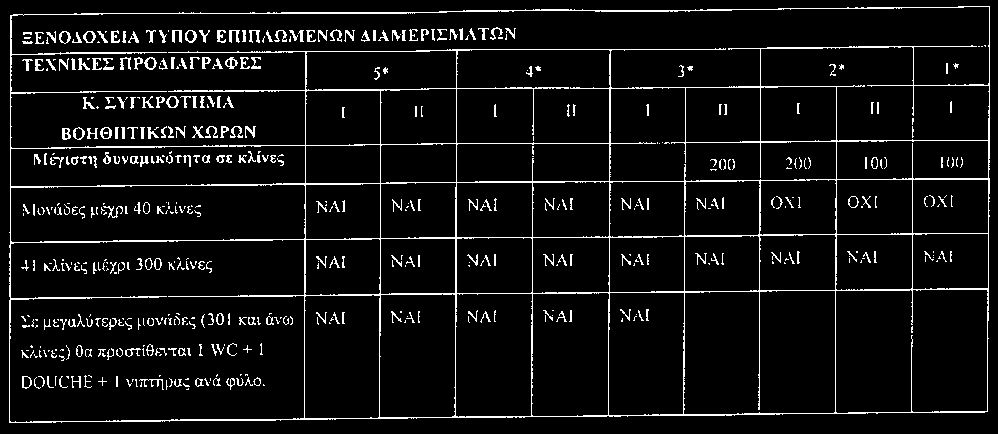 ΞΕΝΟΔΟΧΕΙΑ ΤΥΠΟΥ ΕΠΙΠΛΩΜΕΝΩΝ ΔΙΑΜΕΡΙΣΜΑΤΩΝ
ΤΕΧΝΙΚΕΣ ΠΡΟΔΙΑΓΡΑΦΕΣ 5* 4* 3* 2* 1*
Κ. ΣΥΓΚΡΟΤΗΜΑ
ΒΟΗΘΗΤΙΚΩΝ ΧΩΡΩΝ
I II I II I II I II I
Μέγιστη δυναμικότητα σε κλίνες 200 200 100 100
Μονάδες μέχρι 40 κλίνες ΝΑΙ ΝΑΙ ΝΑΙ ΝΑΙ ΝΑΙ ΝΑΙ ΟΧΙ ΟΧΙ ΟΧΙ
41 κλίνες μέχρι 300 κλίνες ΝΑΙ ΝΑΙ ΝΑΙ ΝΑΙ ΝΑΙ ΝΑΙ ΝΑΙ ΝΑΙ ΝΑΙ
Σε μεγαλύτερες μονάδες (301 και άνω ΝΑΙ ΝΑΙ ΝΑΙ ΝΑΙ ΝΑΙ
κλίνες) θα προστίθενται 1 WC + 1
DOUCHE + 1 νιπτήρας ανά φύλο.